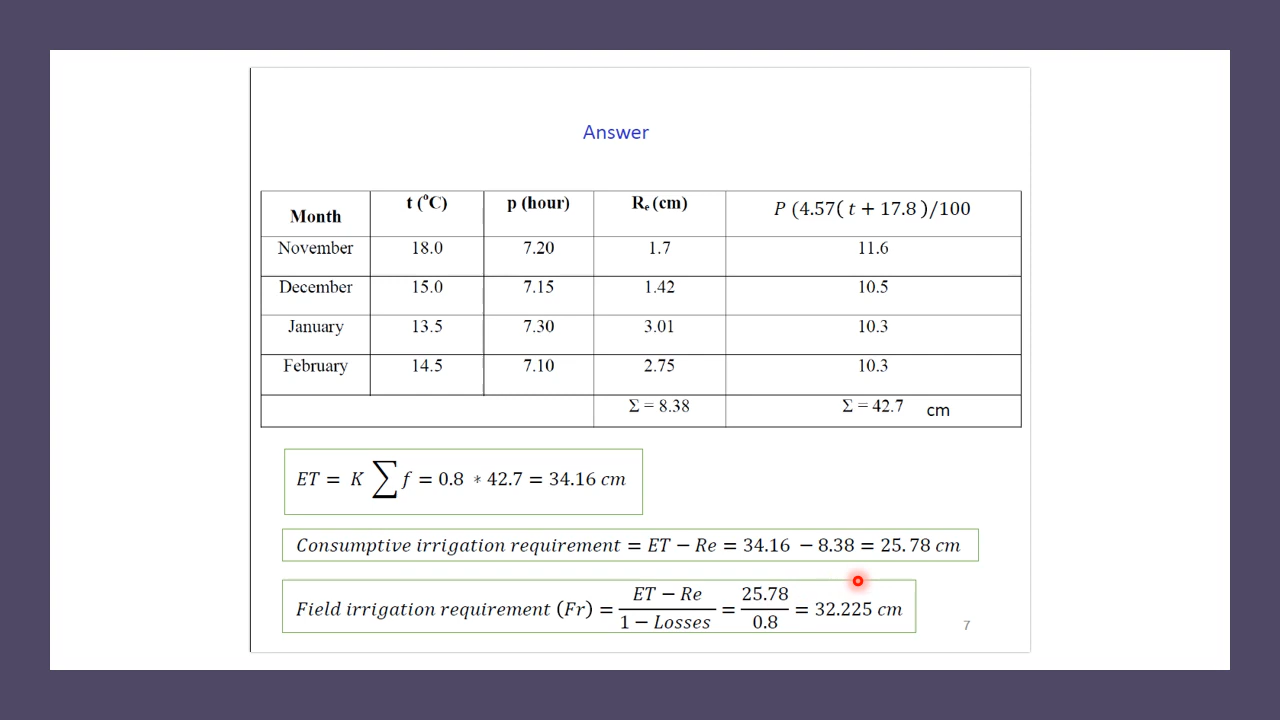 Answer
Month t (°C) p (hour) Rₑ (cm) P (4.57( t + 17.8 )/100
November 18.0 7.20 1.7 11.6
December 15.0 7.15 1.42 10.5
January 13.5 7.30 3.01 10.3
February 14.5 7.10 2.75 10.3
Σ = 8.38 Σ = 42.7 cm
ET = K ∑ f = 0.8 * 42.7 = 34.16 cm
Consumptive irrigation requirement = ET − Re = 34.16 − 8.38 = 25.78 cm
Field irrigation requirement (Fr) = (ET − Re)/(1 − Losses) = 25.78/0.8 = 32.225 cm
7